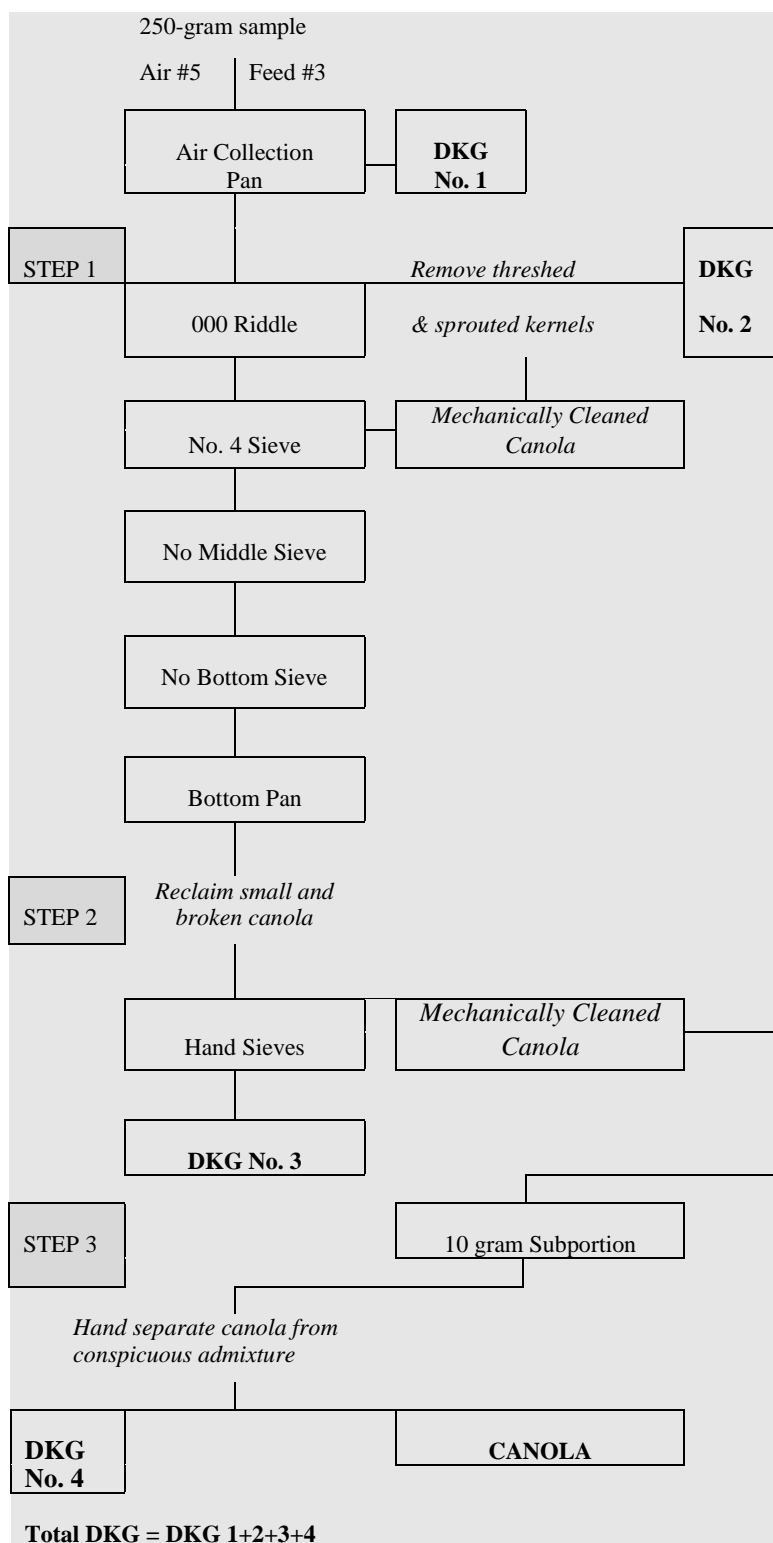 250-gram sample
Air #5 Feed #3
Air Collection
Pan
DKG
No. 1
STEP 1
Remove threshed
DKG
000 Riddle
& sprouted kernels
No. 2
Mechanically Cleaned
Canola
No. 4 Sieve
No Middle Sieve
No Bottom Sieve
Bottom Pan
STEP 2
Reclaim small and
broken canola
Mechanically Cleaned
Canola
Hand Sieves
DKG No. 3
STEP 3
10 gram Subportion
Hand separate canola from
conspicuous admixture
DKG
No. 4
CANOLA
Total DKG = DKG 1+2+3+4